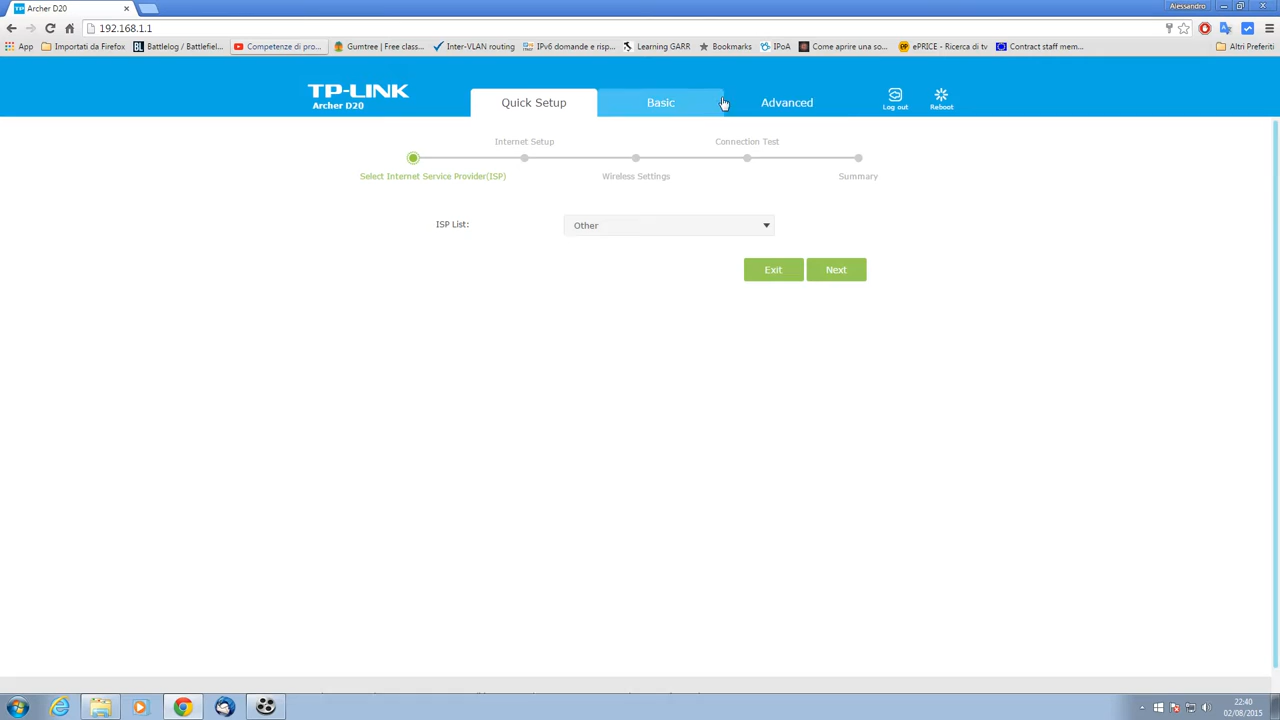 Archer D20
Alessandro
192.168.1.1
App
Importati da Firefox
Battlelog / Battlefiel...
Competenze di pro...
Gumtree | Free class...
Inter-VLAN routing
IPv6 domande e risp...
Learning GARR
Bookmarks
IPoA
Come aprire una so...
ePRICE - Ricerca di tv
Contract staff mem...
Altri Preferiti
TP-LINK
Archer D20
Quick Setup
Basic
Advanced
Log out
Reboot
Internet Setup
Connection Test
Select Internet Service Provider(ISP)
Wireless Settings
Summary
ISP List:
Other
Exit
Next
22:40
02/08/2015